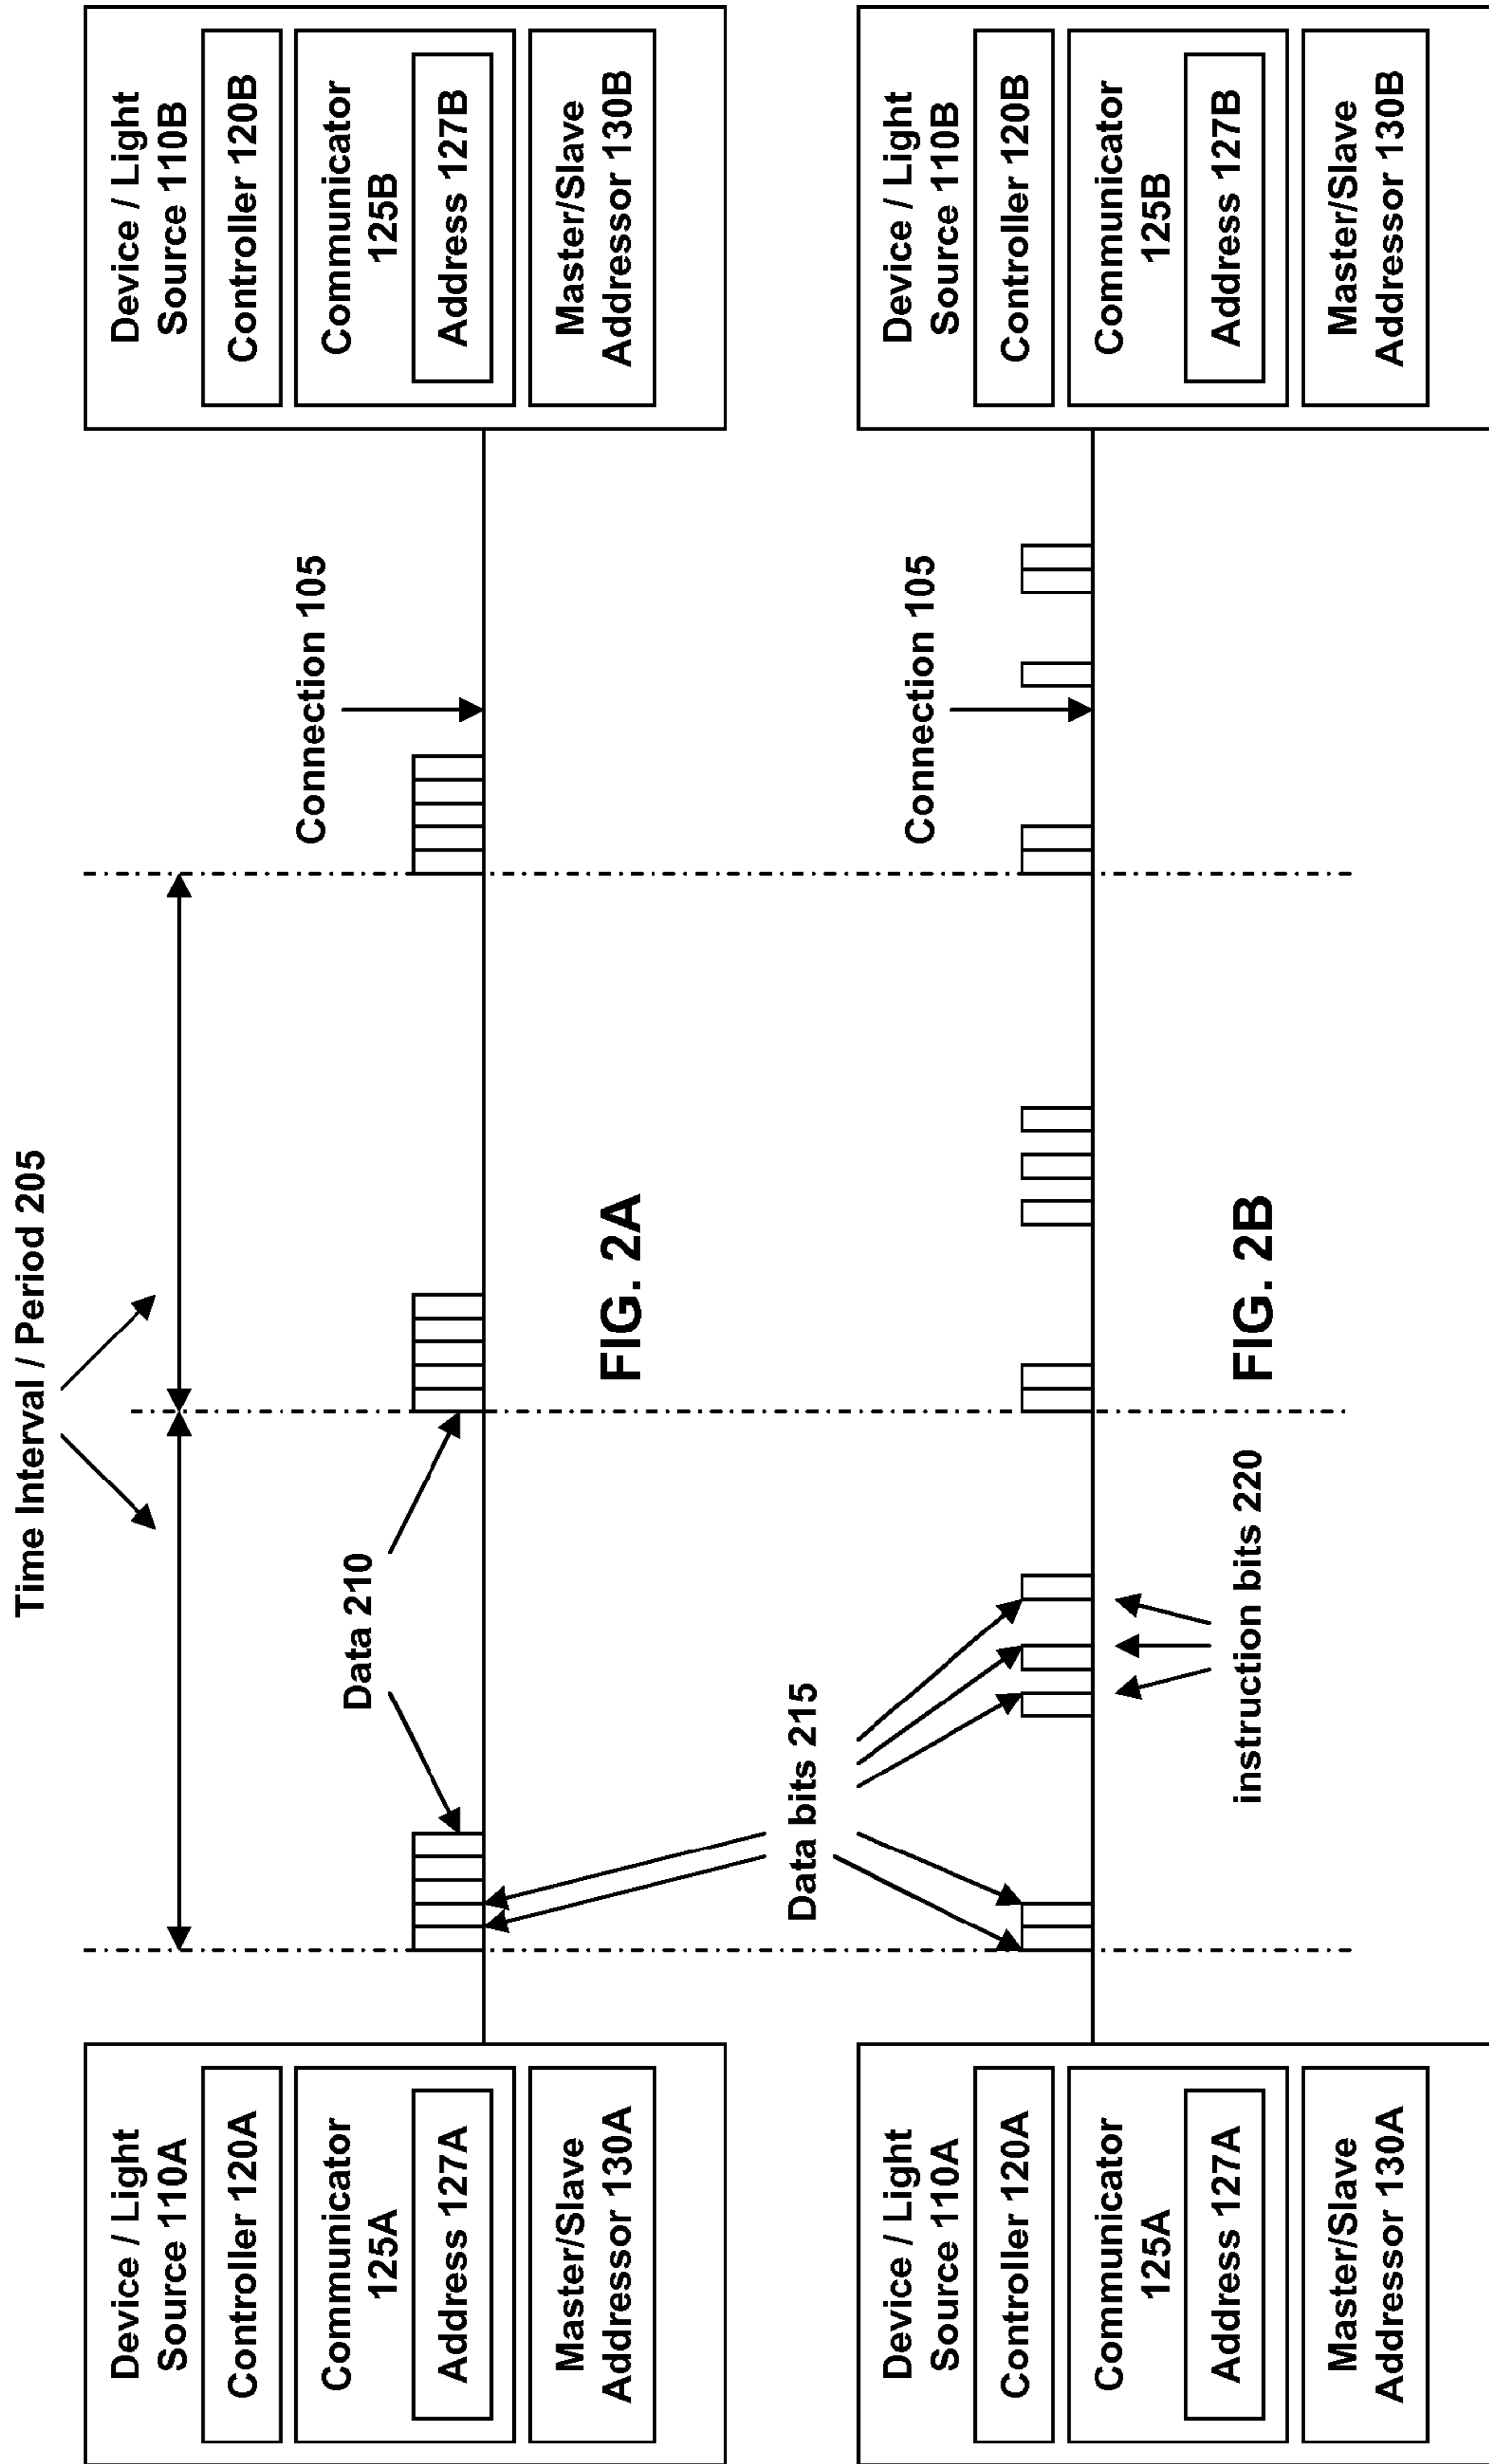 Time Interval / Period 205
Device / Light
Source 110A
Controller 120A
Communicator
125A
Address 127A
Master/Slave
Addressor 130A
Data 210
Connection 105
Device / Light
Source 110B
Controller 120B
Communicator
125B
Address 127B
Master/Slave
Addressor 130B
FIG. 2A
Data bits 215
Device / Light
Source 110A
Controller 120A
Communicator
125A
Address 127A
Master/Slave
Addressor 130A
instruction bits 220
Connection 105
Device / Light
Source 110B
Controller 120B
Communicator
125B
Address 127B
Master/Slave
Addressor 130B
FIG. 2B